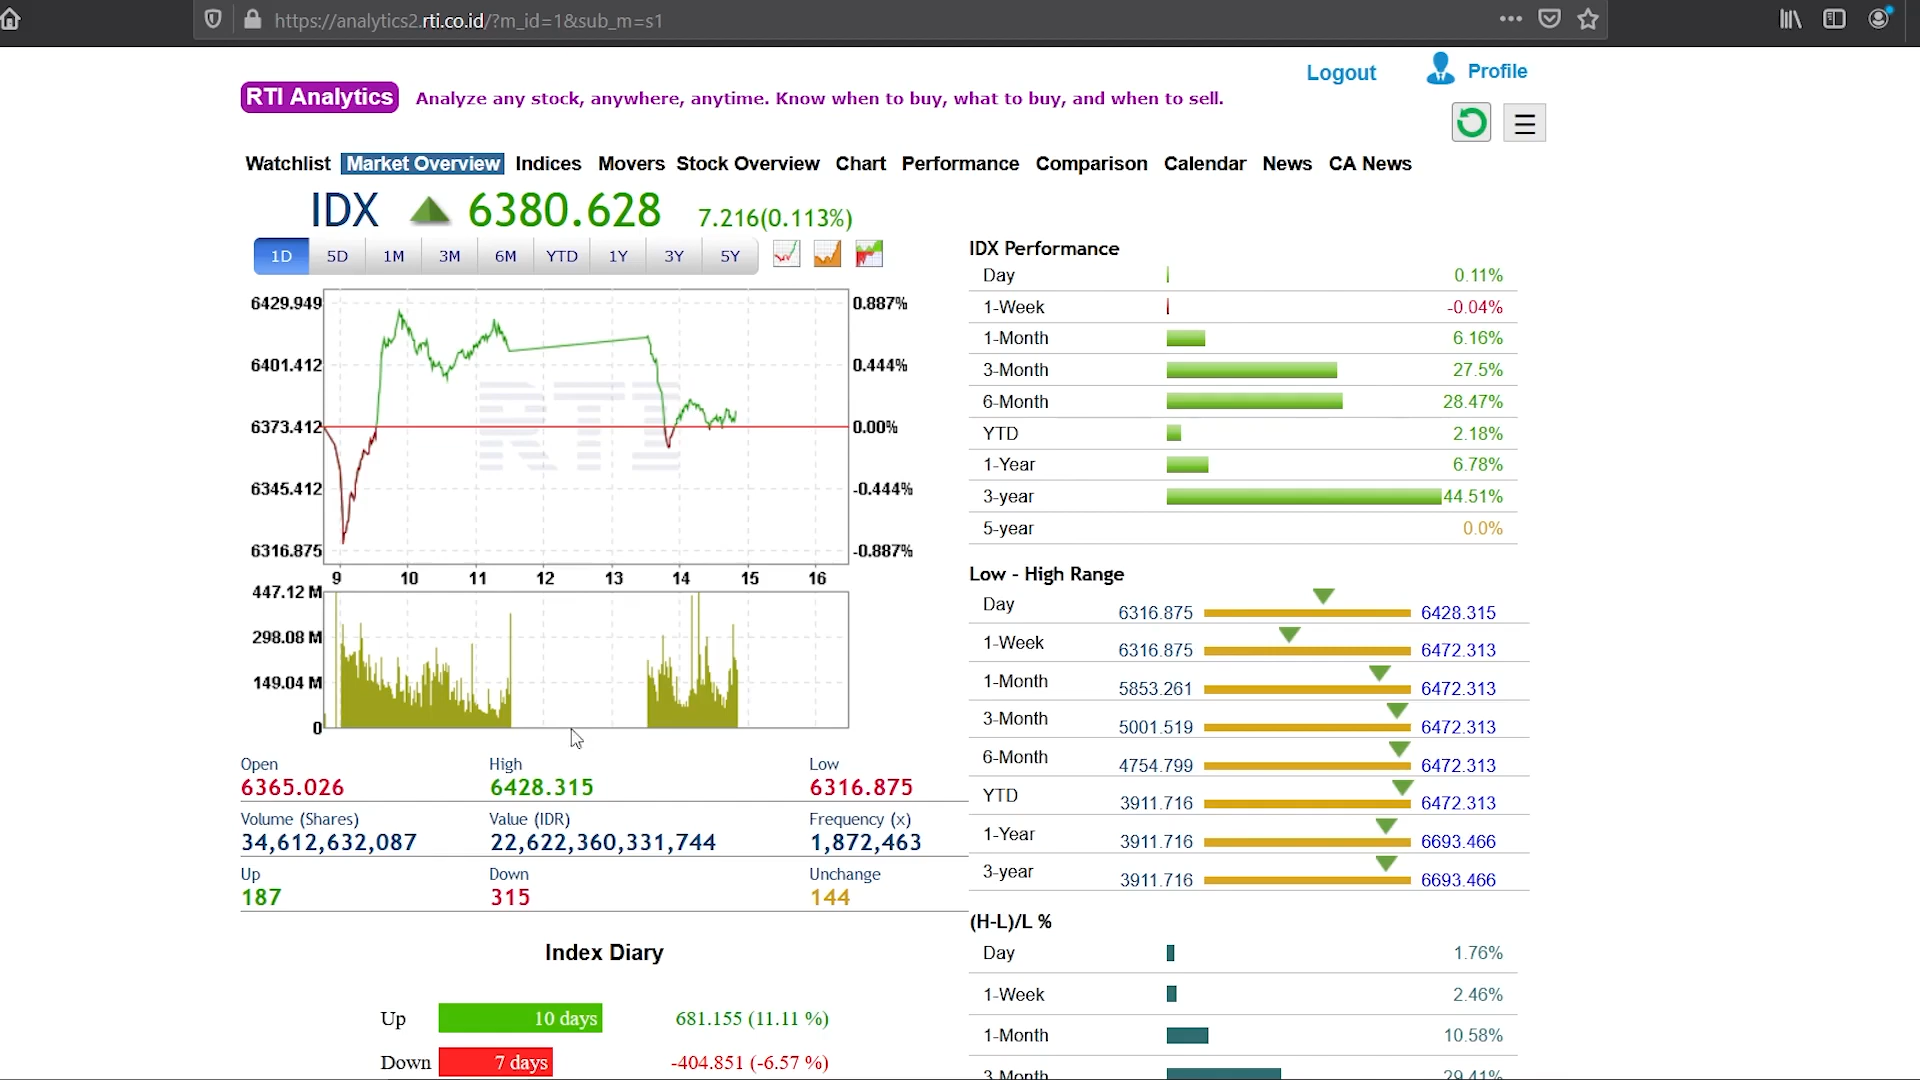 https://analytics2.rti.co.id/?m_id=1&sub_m=s1
Logout
Profile
RTI Analytics
Analyze any stock, anywhere, anytime. Know when to buy, what to buy, and when to sell.
Watchlist Market Overview Indices Movers Stock Overview Chart Performance Comparison Calendar News CA News
IDX 6380.628 7.216(0.113%)
1D 5D 1M 3M 6M YTD 1Y 3Y 5Y
6429.949 0.887%
6401.412 0.444%
6373.412 0.00%
6345.412 -0.444%
6316.875 -0.887%
RTI
9 10 11 12 13 14 15 16
447.12 M
298.08 M
149.04 M
0
Open High Low
6365.026 6428.315 6316.875
Volume (Shares) Value (IDR) Frequency (x)
34,612,632,087 22,622,360,331,744 1,872,463
Up Down Unchange
187 315 144
Index Diary
Up 10 days 681.155 (11.11 %)
Down 7 days -404.851 (-6.57 %)
IDX Performance
Day 0.11%
1-Week -0.04%
1-Month 6.16%
3-Month 27.5%
6-Month 28.47%
YTD 2.18%
1-Year 6.78%
3-year 44.51%
5-year 0.0%
Low - High Range
Day 6316.875 6428.315
1-Week 6316.875 6472.313
1-Month 5853.261 6472.313
3-Month 5001.519 6472.313
6-Month 4754.799 6472.313
YTD 3911.716 6472.313
1-Year 3911.716 6693.466
3-year 3911.716 6693.466
(H-L)/L %
Day 1.76%
1-Week 2.46%
1-Month 10.58%
3-Month 29.41%